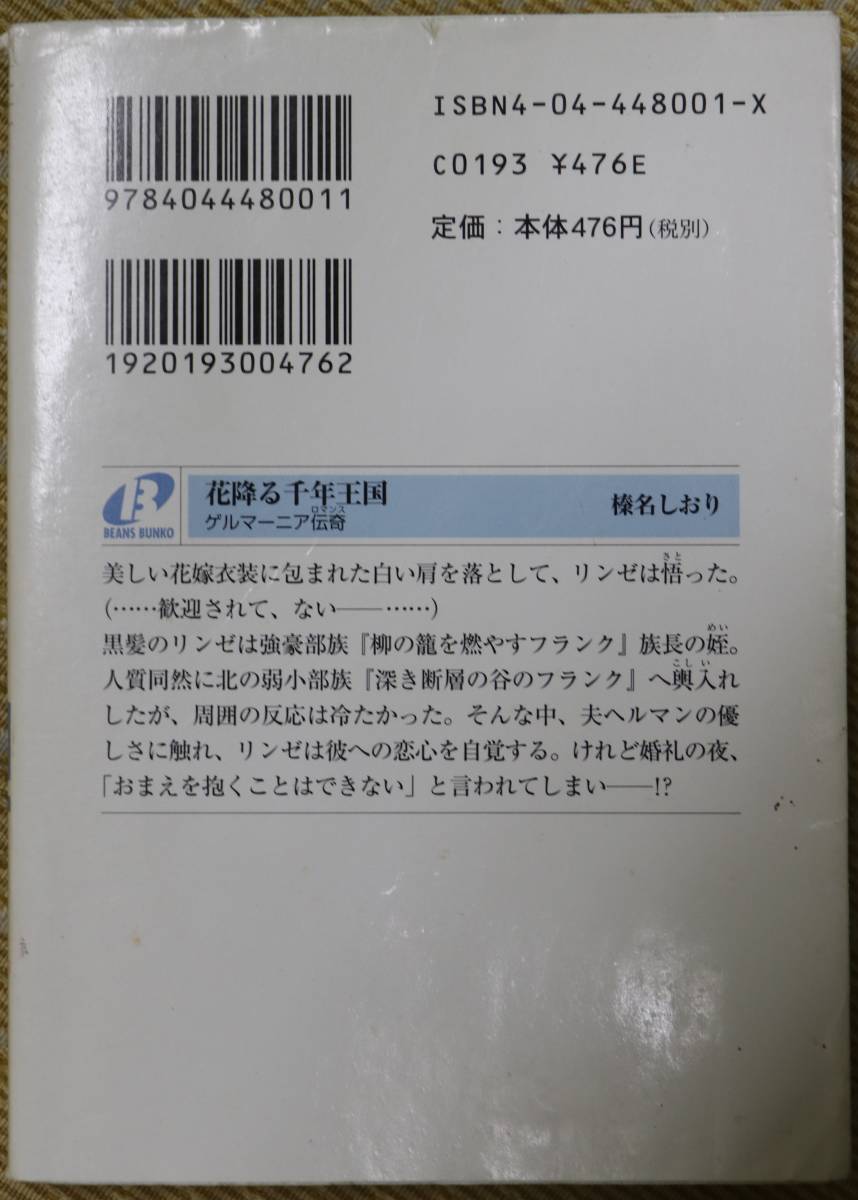 ISBN4-04-448001-X
C0193 ¥476E
定価：本体476円（税別）
9784044480011
1920193004762
B
BEANS BUNKO
花降る千年王国
ロマンス
ゲルマーニア伝奇
榛名しおり
さと
美しい花嫁衣装に包まれた白い肩を落として、リンゼは悟った。
（……歓迎されて、ない——……）
めい
黒髪のリンゼは強豪部族『柳の籠を燃やすフランク』族長の姪。
こしい
人質同然に北の弱小部族『深き断層の谷のフランク』へ輿入れ
したが、周囲の反応は冷たかった。そんな中、夫ヘルマンの優
しさに触れ、リンゼは彼への恋心を自覚する。けれど婚礼の夜、
「おまえを抱くことはできない」と言われてしまい——!?